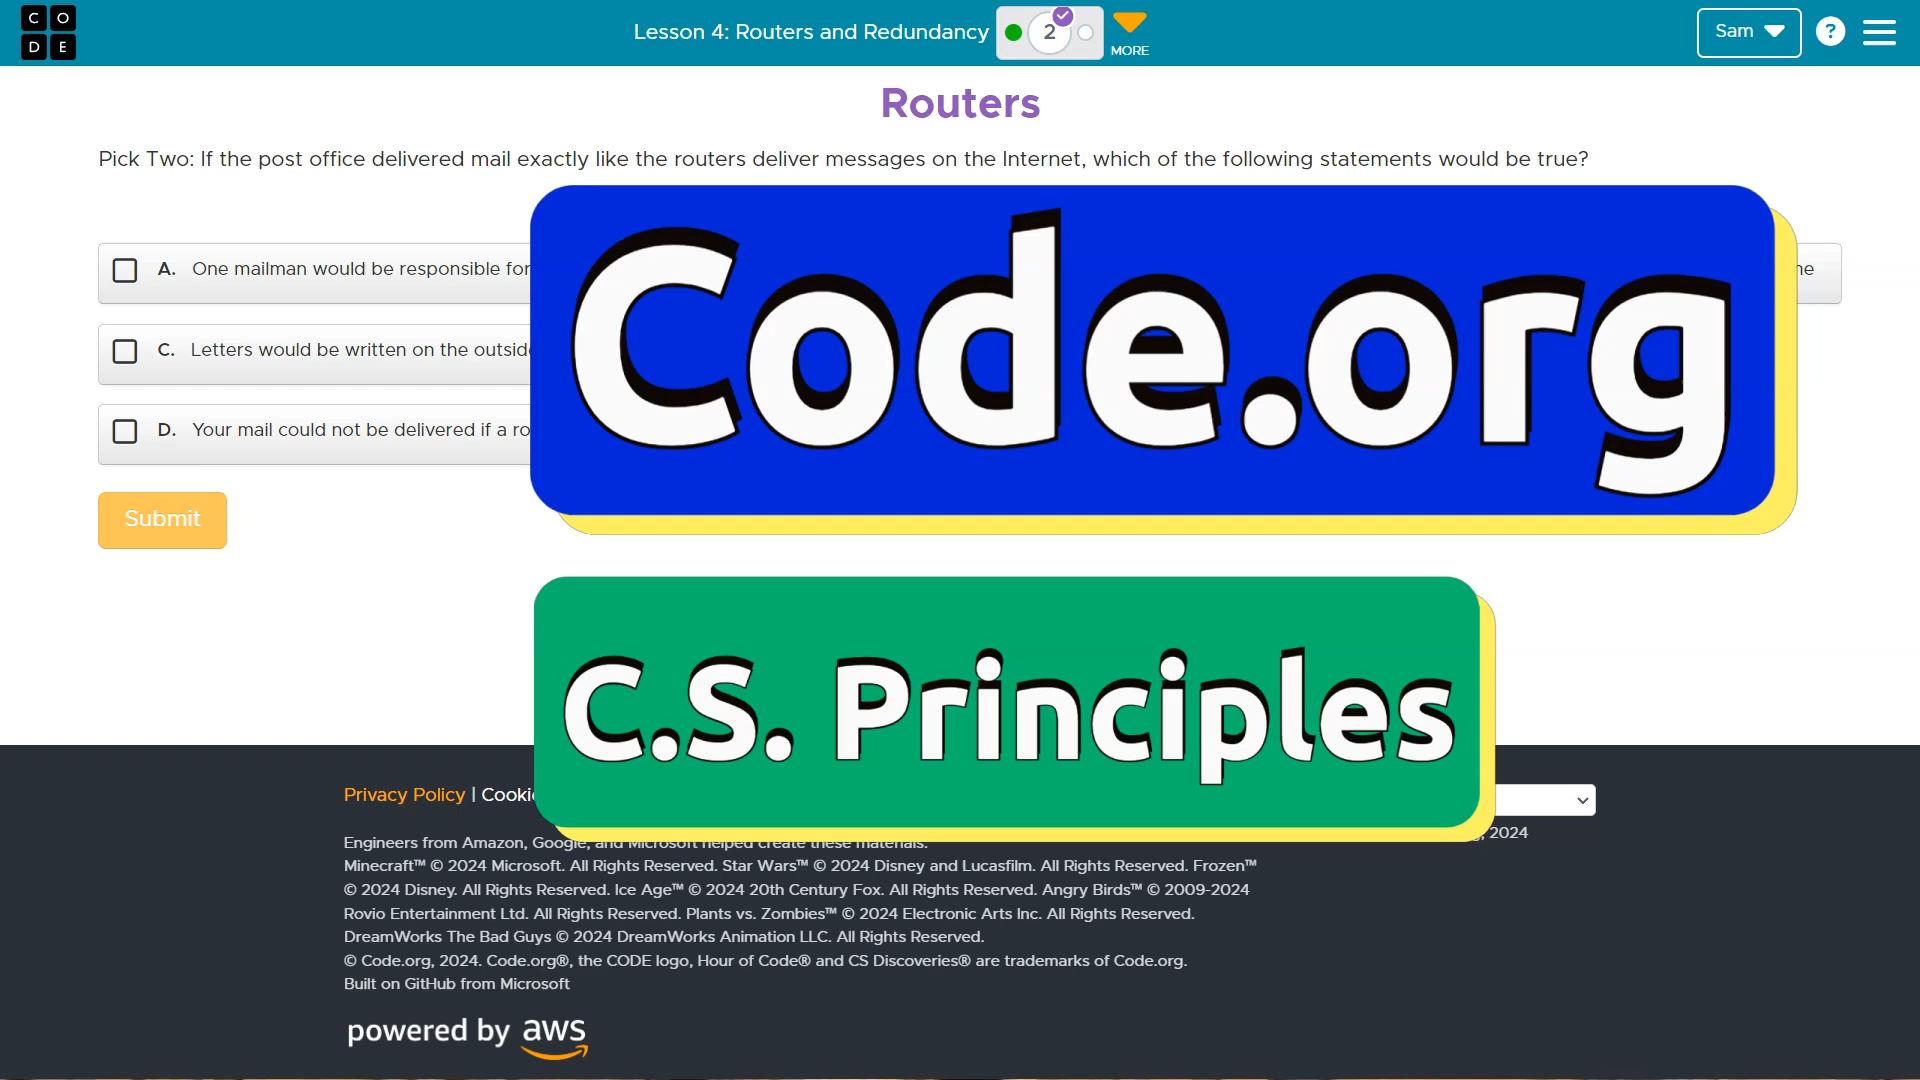 C O
D E
Lesson 4: Routers and Redundancy
2
MORE
Sam
?
Routers
Pick Two: If the post office delivered mail exactly like the routers deliver messages on the Internet, which of the following statements would be true?
A. One mailman would be responsible for
C. Letters would be written on the outsid
D. Your mail could not be delivered if a ro
Submit
Code.org
C.S. Principles
Privacy Policy | Cookie
2024
Engineers from Amazon, Google, and Microsoft helped create these materials.
Minecraft™ © 2024 Microsoft. All Rights Reserved. Star Wars™ © 2024 Disney and Lucasfilm. All Rights Reserved. Frozen™
© 2024 Disney. All Rights Reserved. Ice Age™ © 2024 20th Century Fox. All Rights Reserved. Angry Birds™ © 2009-2024
Rovio Entertainment Ltd. All Rights Reserved. Plants vs. Zombies™ © 2024 Electronic Arts Inc. All Rights Reserved.
DreamWorks The Bad Guys © 2024 DreamWorks Animation LLC. All Rights Reserved.
© Code.org, 2024. Code.org®, the CODE logo, Hour of Code® and CS Discoveries® are trademarks of Code.org.
Built on GitHub from Microsoft
powered by aws